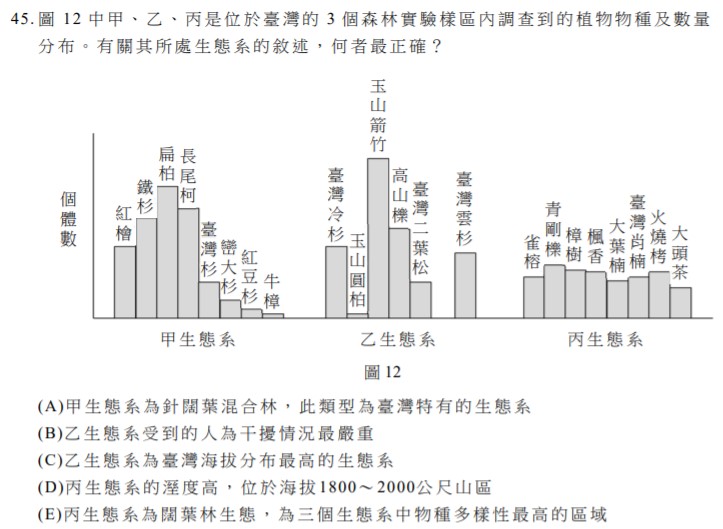 45.圖 12 中甲、乙、丙是位於臺灣的 3 個森林實驗樣區內調查到的植物物種及數量
分布。有關其所處生態系的敘述，何者最正確？
個體數
紅檜
鐵杉
扁柏
長尾柯
臺灣杉
巒大杉
紅豆杉
牛樟
甲生態系
臺灣冷杉
玉山圓柏
玉山箭竹
高山櫟
臺灣二葉松
臺灣雲杉
乙生態系
雀榕
青剛櫟
樟樹
楓香
大葉楠
臺灣肖楠
火燒栲
大頭茶
丙生態系
圖 12
(A)甲生態系為針闊葉混合林，此類型為臺灣特有的生態系
(B)乙生態系受到的人為干擾情況最嚴重
(C)乙生態系為臺灣海拔分布最高的生態系
(D)丙生態系的溼度高，位於海拔1800～2000公尺山區
(E)丙生態系為闊葉林生態，為三個生態系中物種多樣性最高的區域